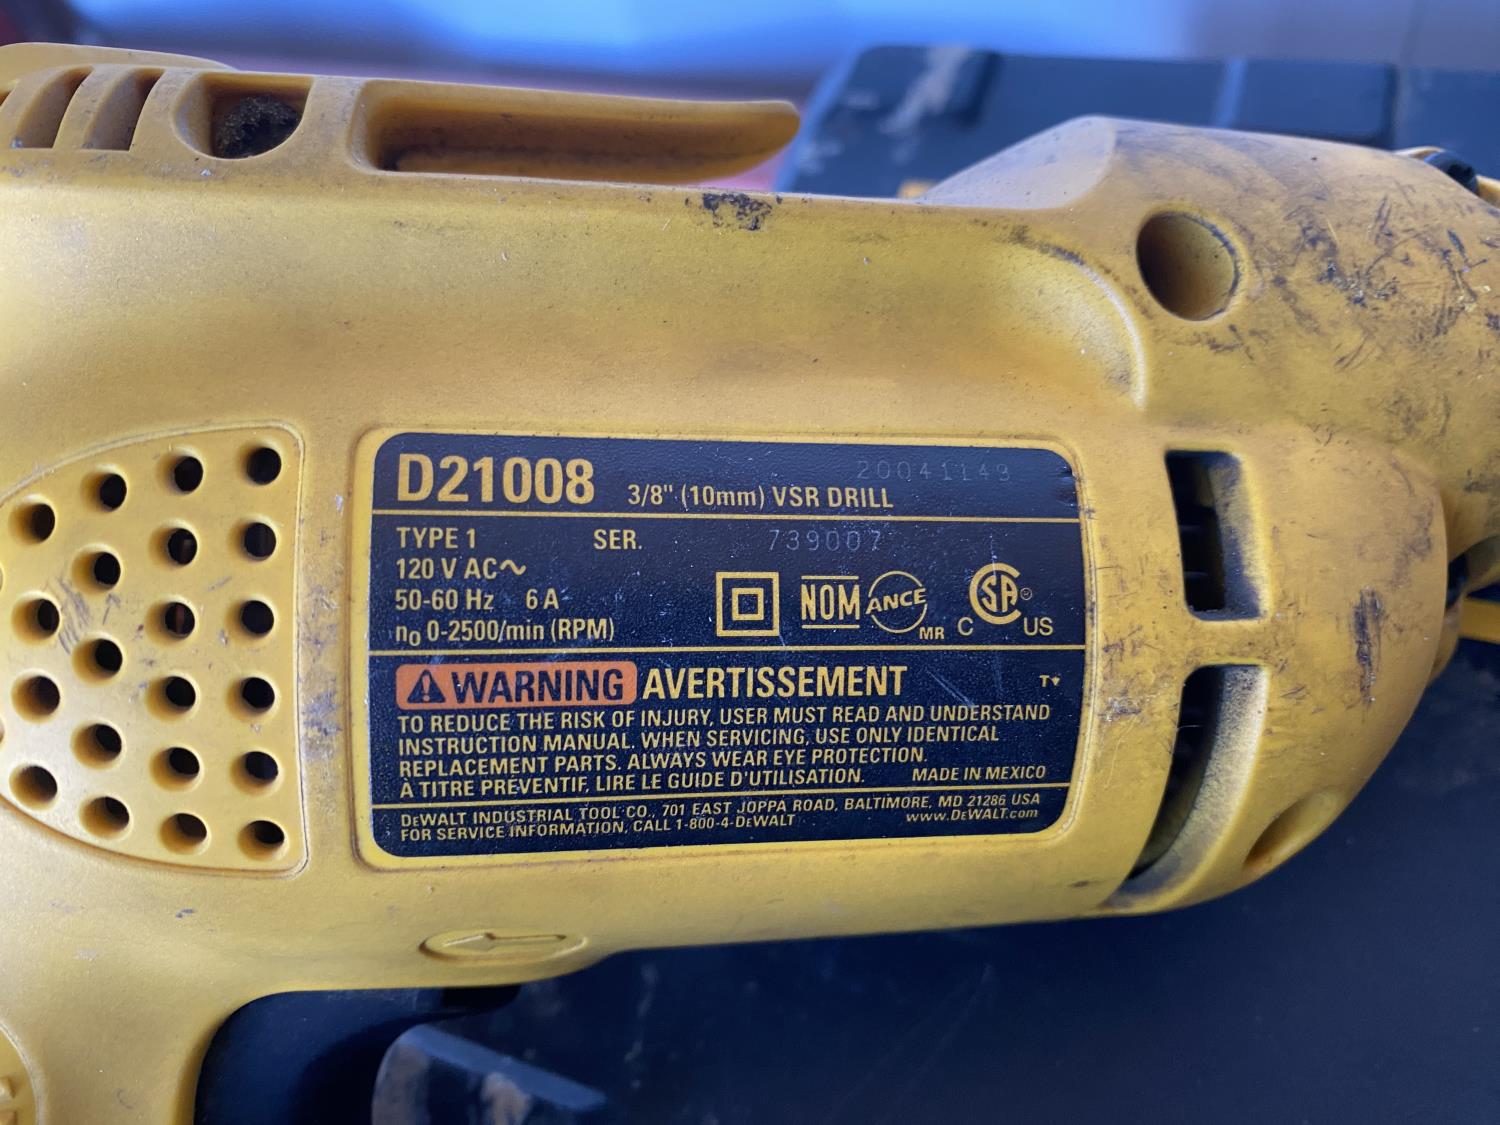 D21008 3/8" (10mm) VSR DRILL 20041149
TYPE 1 SER. 739007
120 V AC~
50-60 Hz 6 A
n₀ 0-2500/min (RPM)
NOM ANCE MR
C SA ® C US
⚠WARNING AVERTISSEMENT
TO REDUCE THE RISK OF INJURY, USER MUST READ AND UNDERSTAND
INSTRUCTION MANUAL. WHEN SERVICING, USE ONLY IDENTICAL
REPLACEMENT PARTS. ALWAYS WEAR EYE PROTECTION.
A TITRE PREVENTIF, LIRE LE GUIDE D'UTILISATION. MADE IN MEXICO
DEWALT INDUSTRIAL TOOL CO., 701 EAST JOPPA ROAD, BALTIMORE, MD 21286 USA
FOR SERVICE INFORMATION, CALL 1-800-4-DEWALT www.DEWALT.com